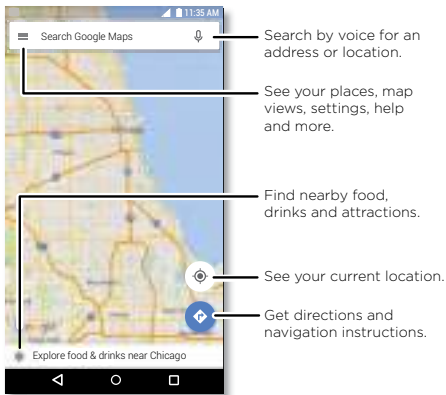 11:35 AM
Search Google Maps
Search by voice for an
address or location.
See your places, map
views, settings, help
and more.
Find nearby food,
drinks and attractions.
See your current location.
Get directions and
navigation instructions.
Explore food & drinks near Chicago